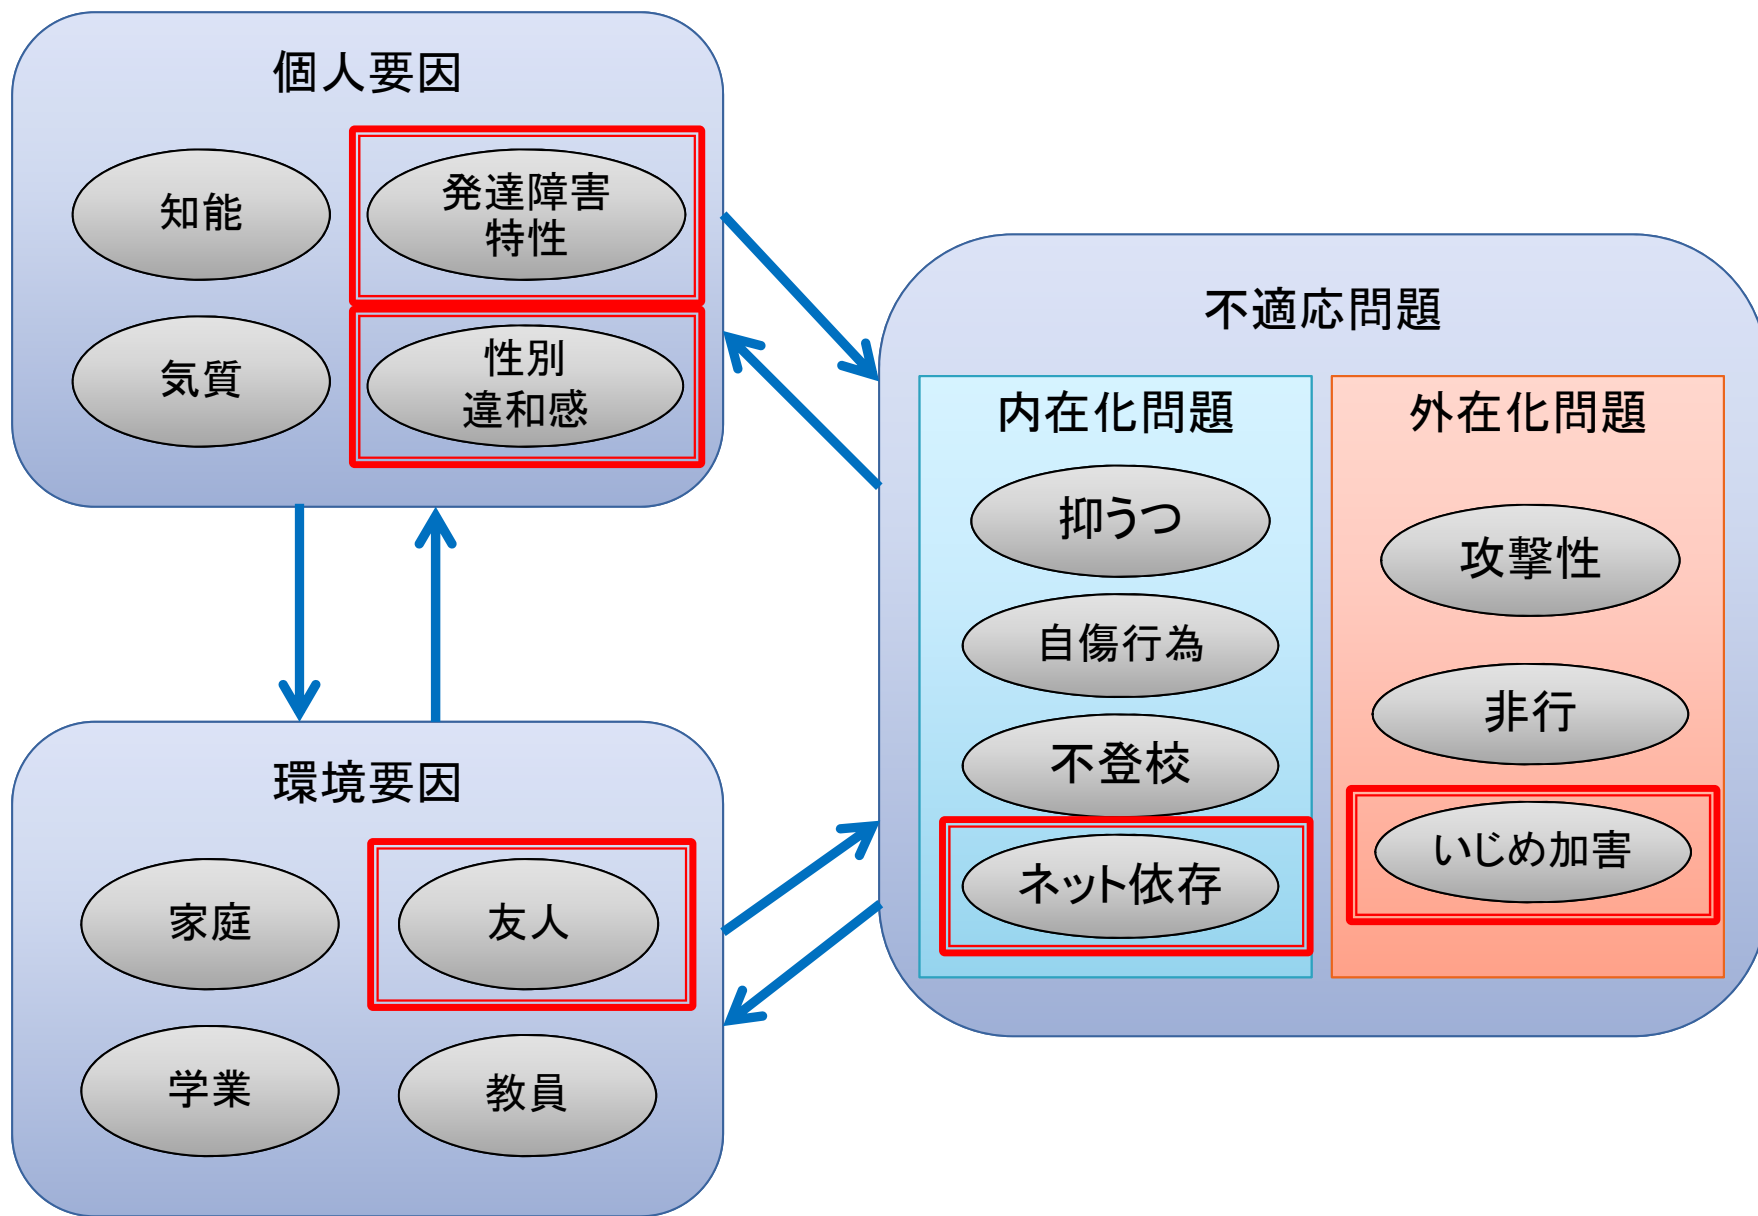 個人要因
知能
発達障害
特性
気質
性別
違和感
環境要因
家庭
友人
学業
教員
不適応問題
内在化問題
抑うつ
自傷行為
不登校
ネット依存
外在化問題
攻撃性
非行
いじめ加害